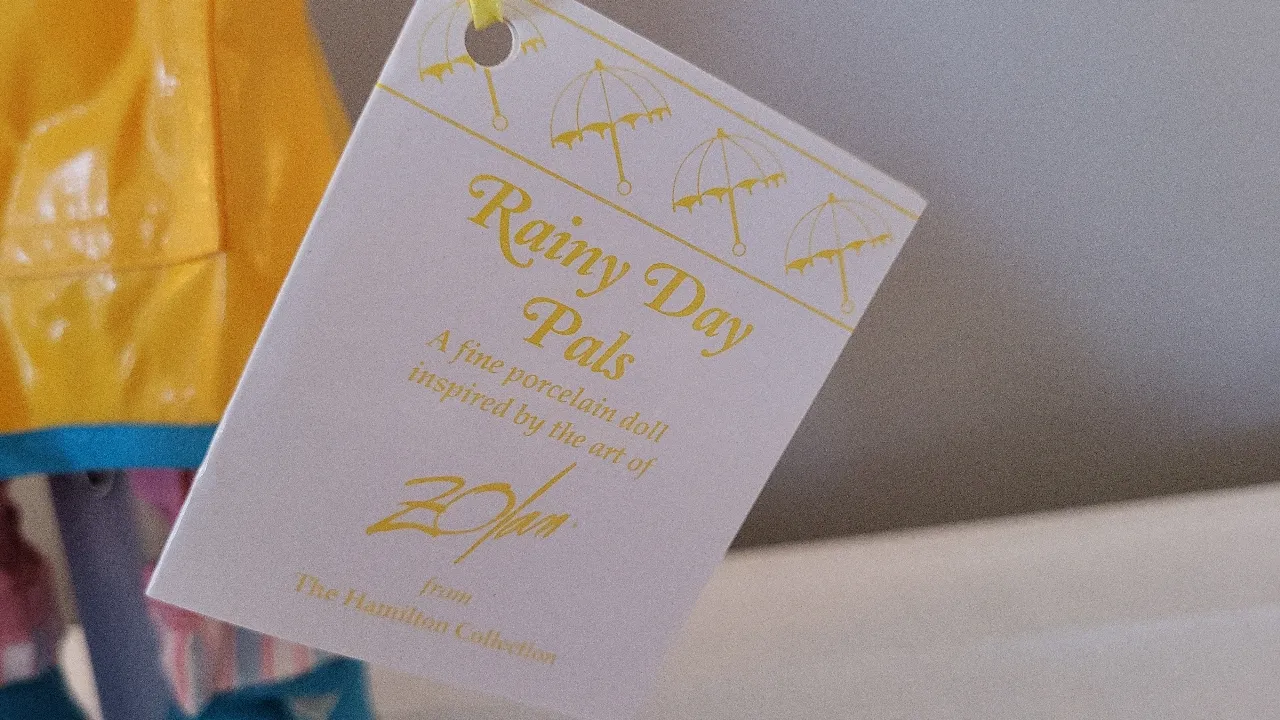 Rainy Day
Pals
A fine porcelain doll
inspired by the art of
Zolan
from
The Hamilton Collection